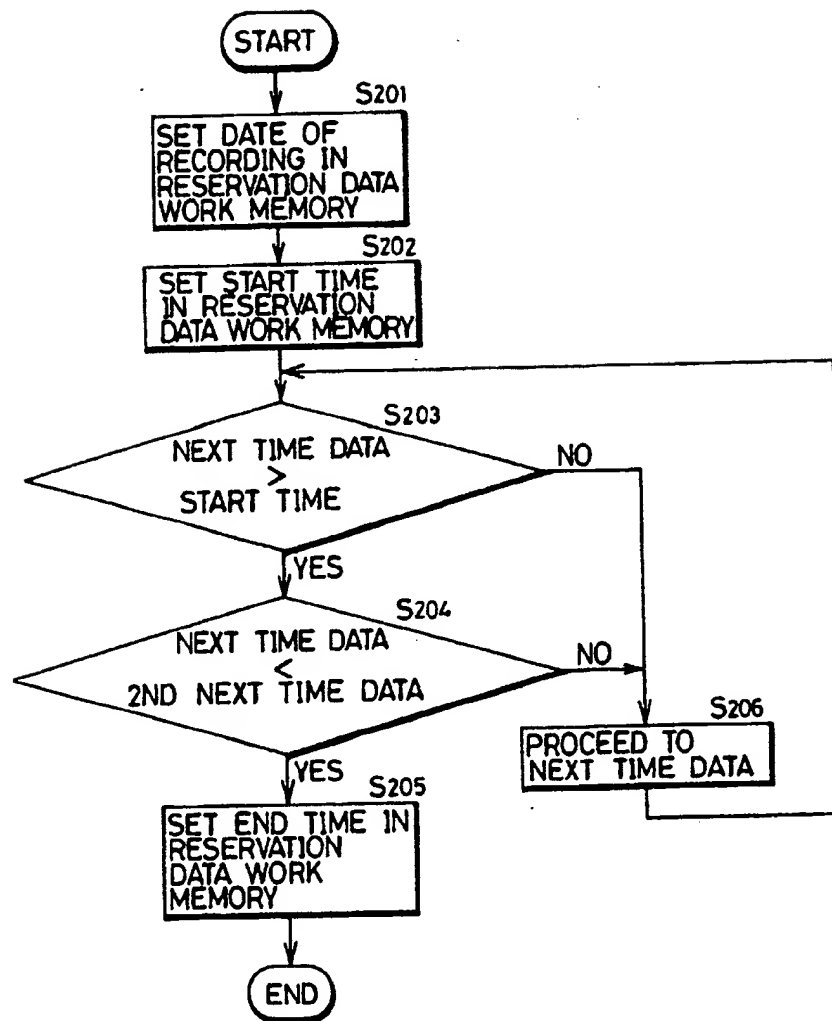 START
S201
SET DATE OF
RECORDING IN
RESERVATION DATA
WORK MEMORY
S202
SET START TIME
IN RESERVATION
DATA WORK MEMORY
S203
NEXT TIME DATA
>
START TIME
NO
YES
S204
NEXT TIME DATA
<
2ND NEXT TIME DATA
NO
YES
S206
PROCEED TO
NEXT TIME DATA
S205
SET END TIME IN
RESERVATION
DATA WORK
MEMORY
END